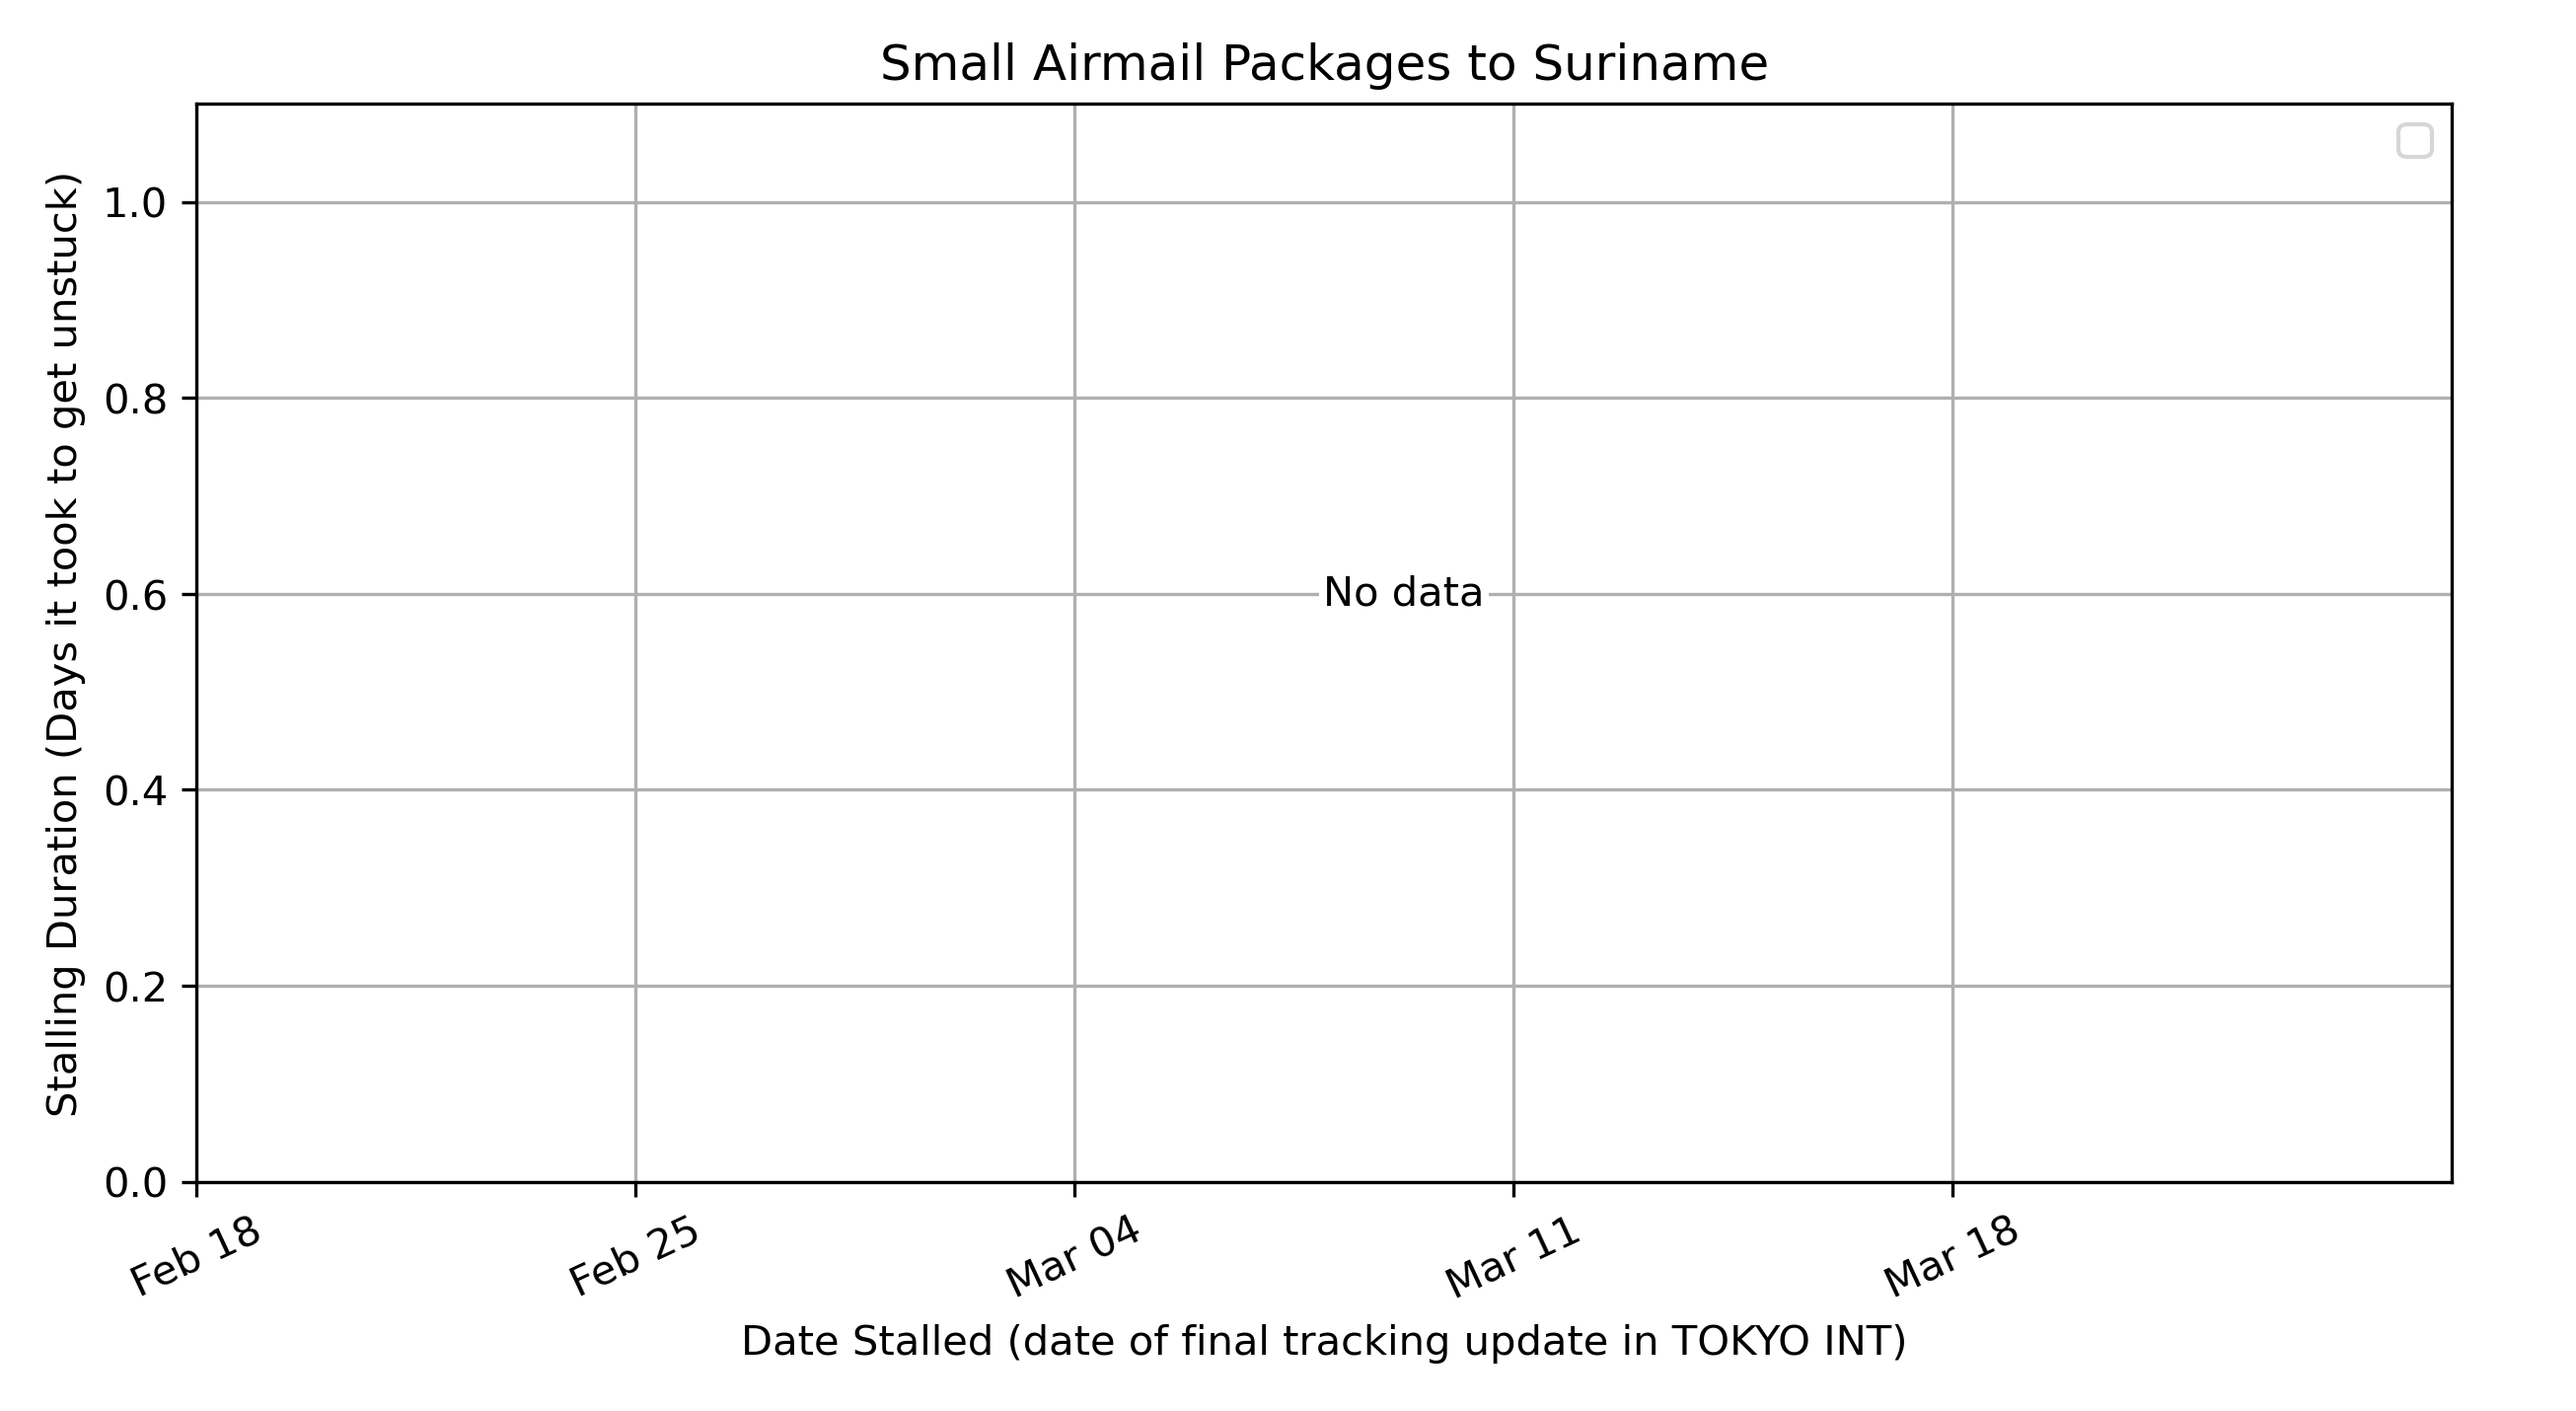 Small Airmail Packages to Suriname
Stalling Duration (Days it took to get unstuck)
1.0
0.8
0.6
0.4
0.2
0.0
No data
Feb 18
Feb 25
Mar 04
Mar 11
Mar 18
Date Stalled (date of final tracking update in TOKYO INT)